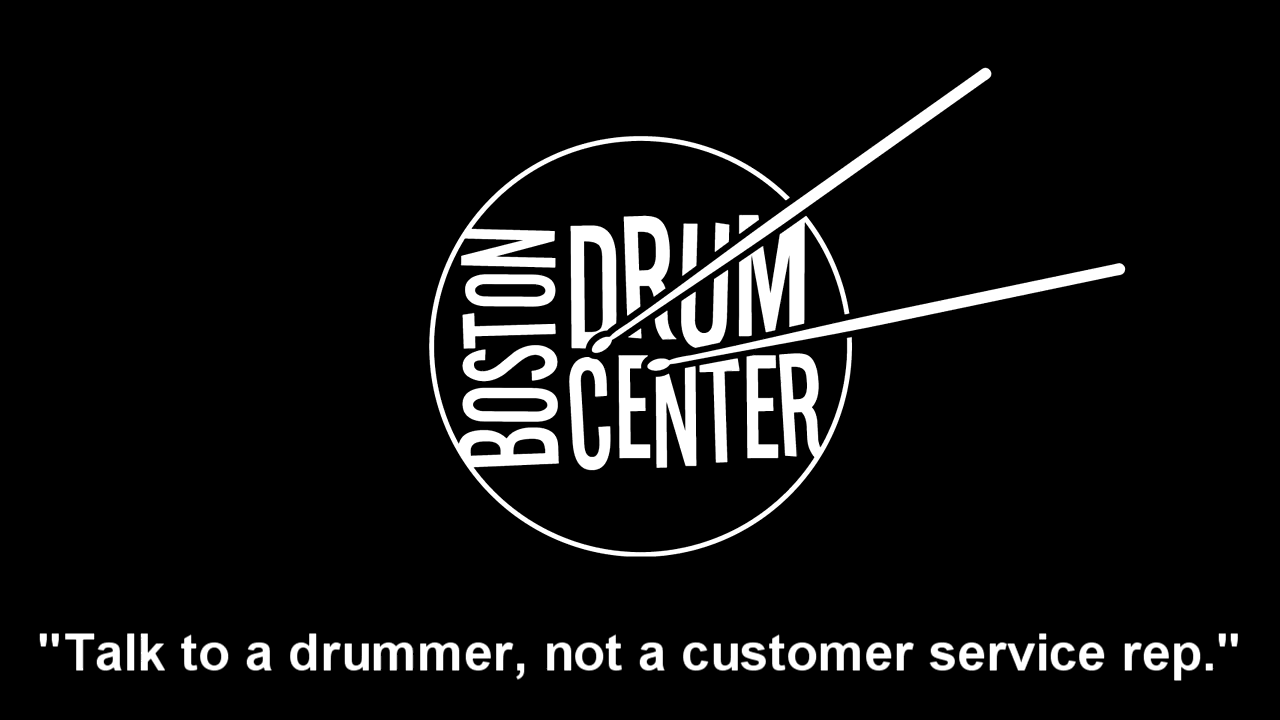 BOSTON
DRUM
CENTER
"Talk to a drummer, not a customer service rep."